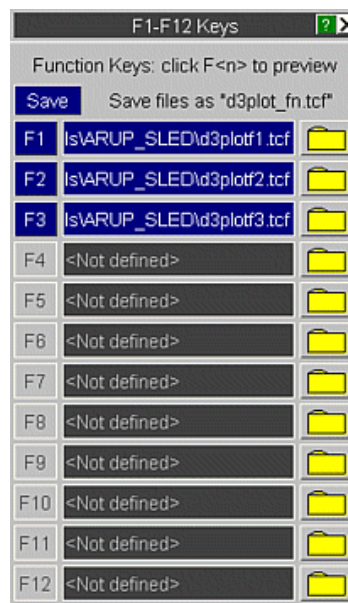 F1-F12 Keys ? X
Function Keys: click F<n> to preview
Save Save files as "d3plot_fn.tcf"
F1 ls\ARUP_SLED\d3plotf1.tcf
F2 ls\ARUP_SLED\d3plotf2.tcf
F3 ls\ARUP_SLED\d3plotf3.tcf
F4 <Not defined>
F5 <Not defined>
F6 <Not defined>
F7 <Not defined>
F8 <Not defined>
F9 <Not defined>
F10 <Not defined>
F11 <Not defined>
F12 <Not defined>